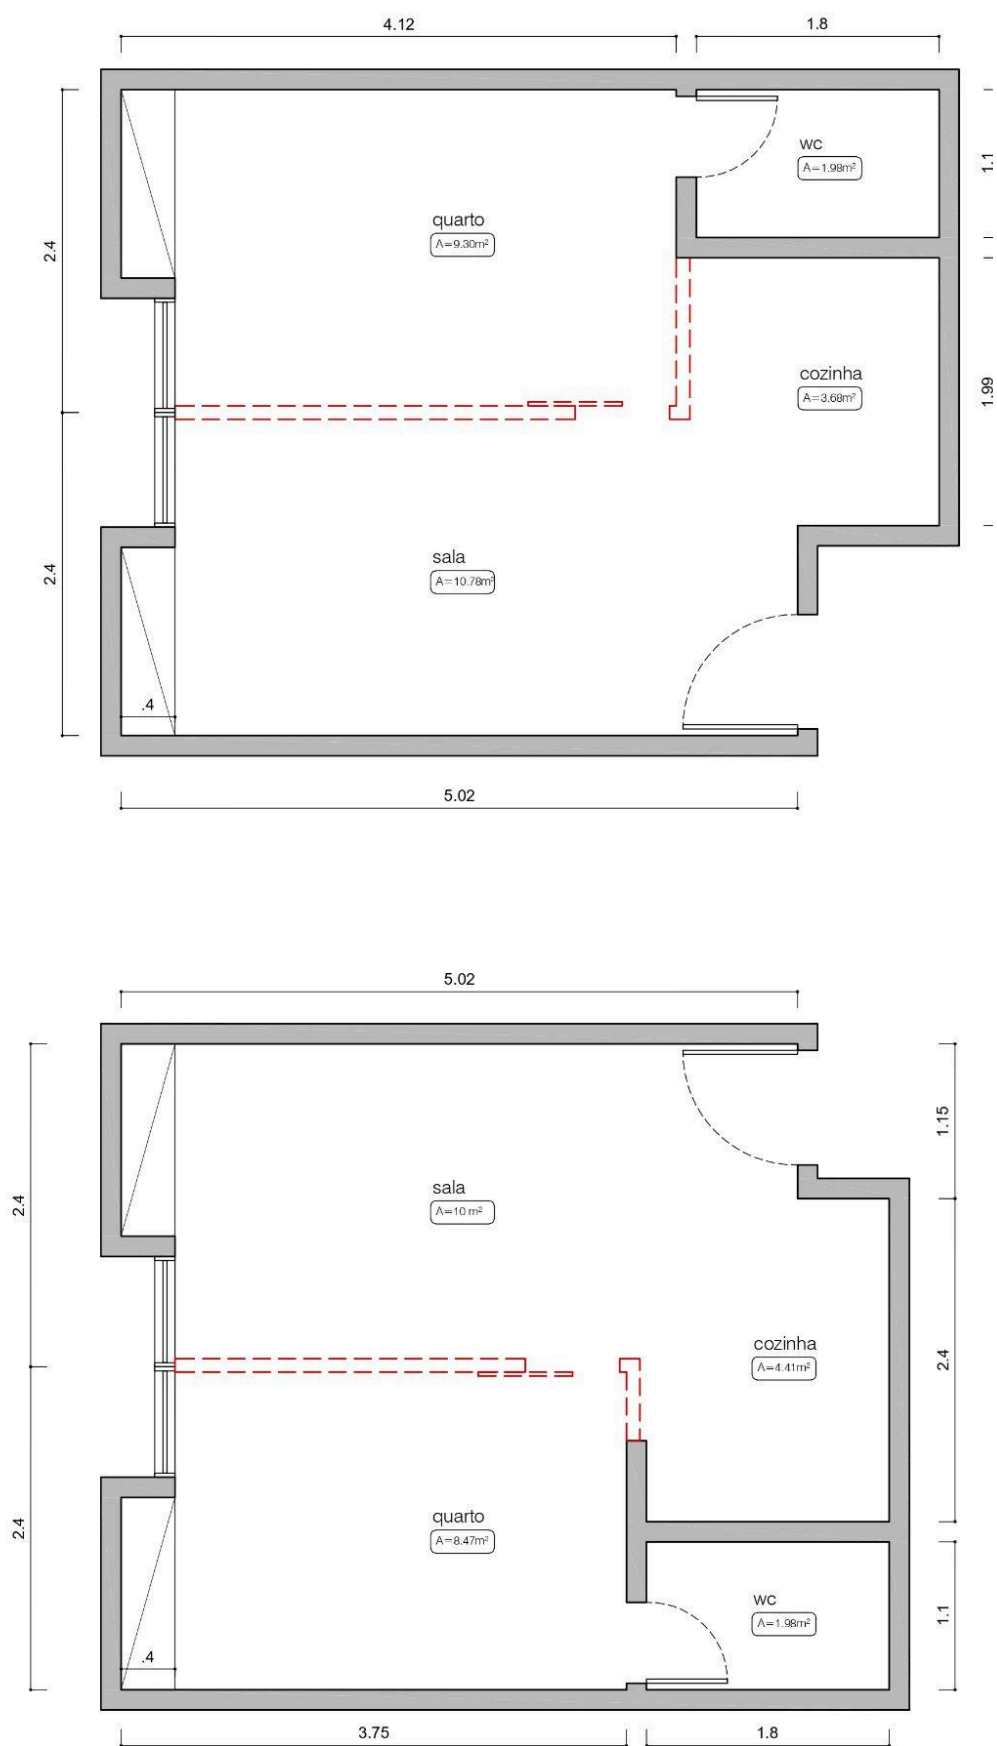 4.12
1.8
wc
A=1.98m²
1.1
quarto
A=9.30m²
2.4
cozinha
A=3.68m²
1.99
sala
A=10.78m²
2.4
.4
5.02
5.02
1.15
sala
A=10 m²
2.4
cozinha
A=4.41m²
2.4
quarto
A=8.47m²
2.4
wc
A=1.98m²
1.1
.4
3.75
1.8